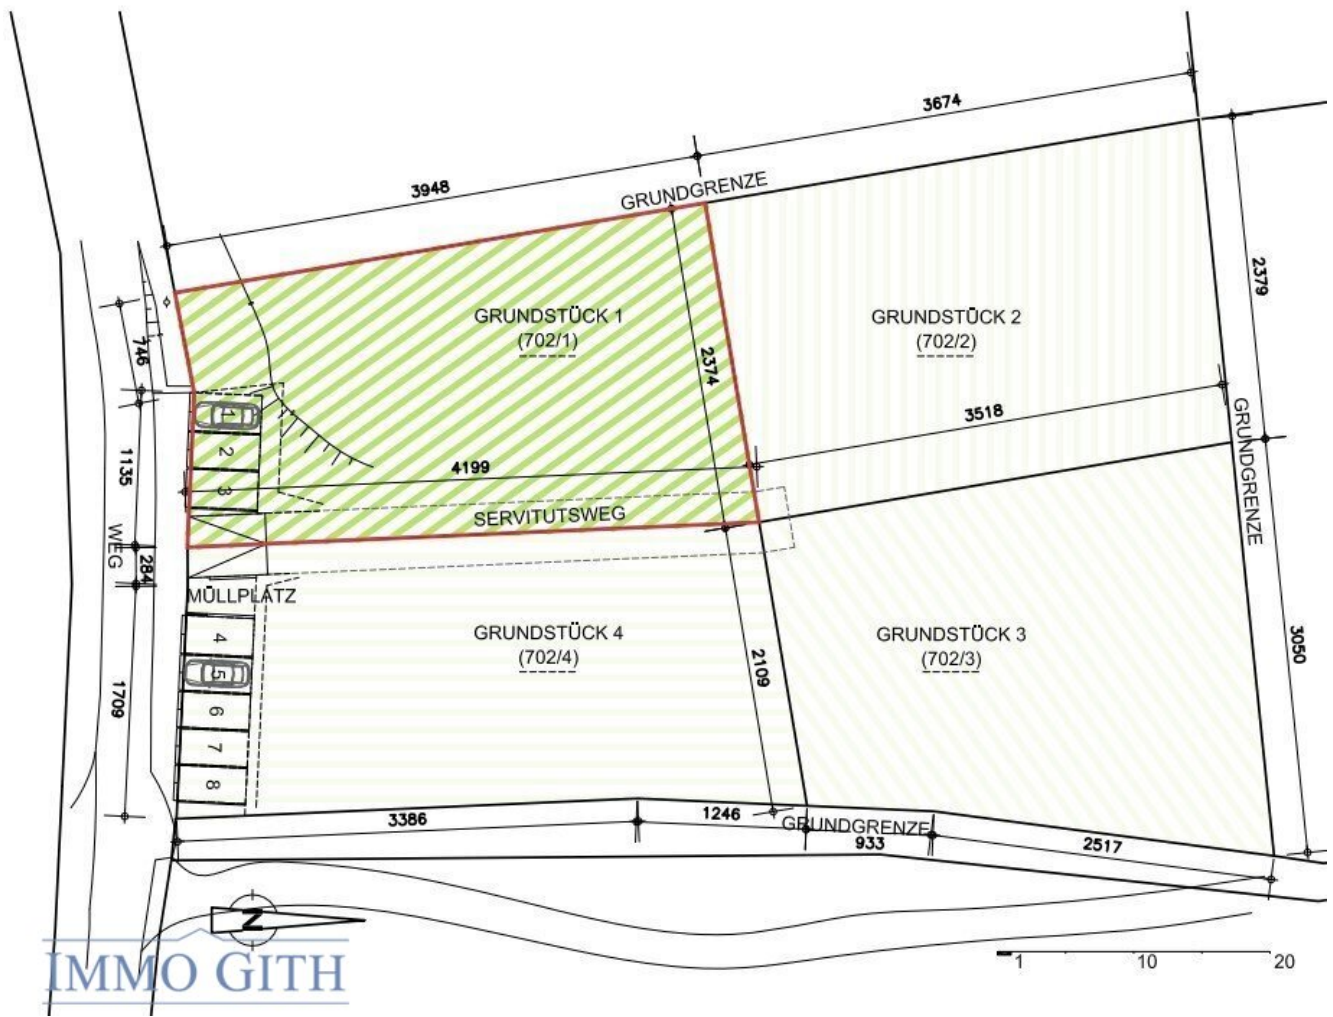 3674
3948
GRUNDGRENZE
2379
GRUNDSTÜCK 1
(702/1)
GRUNDSTÜCK 2
(702/2)
746
2374
3518
1
2
3
1135
4199
GRUNDGRENZE
SERVITUTSWEG
WEG
284
MÜLLPLATZ
GRUNDSTÜCK 4
(702/4)
GRUNDSTÜCK 3
(702/3)
3050
2109
4
5
6
7
8
1709
3386
1246
GRUNDGRENZE
933
2517
N
IMMO GITH
1 10 20